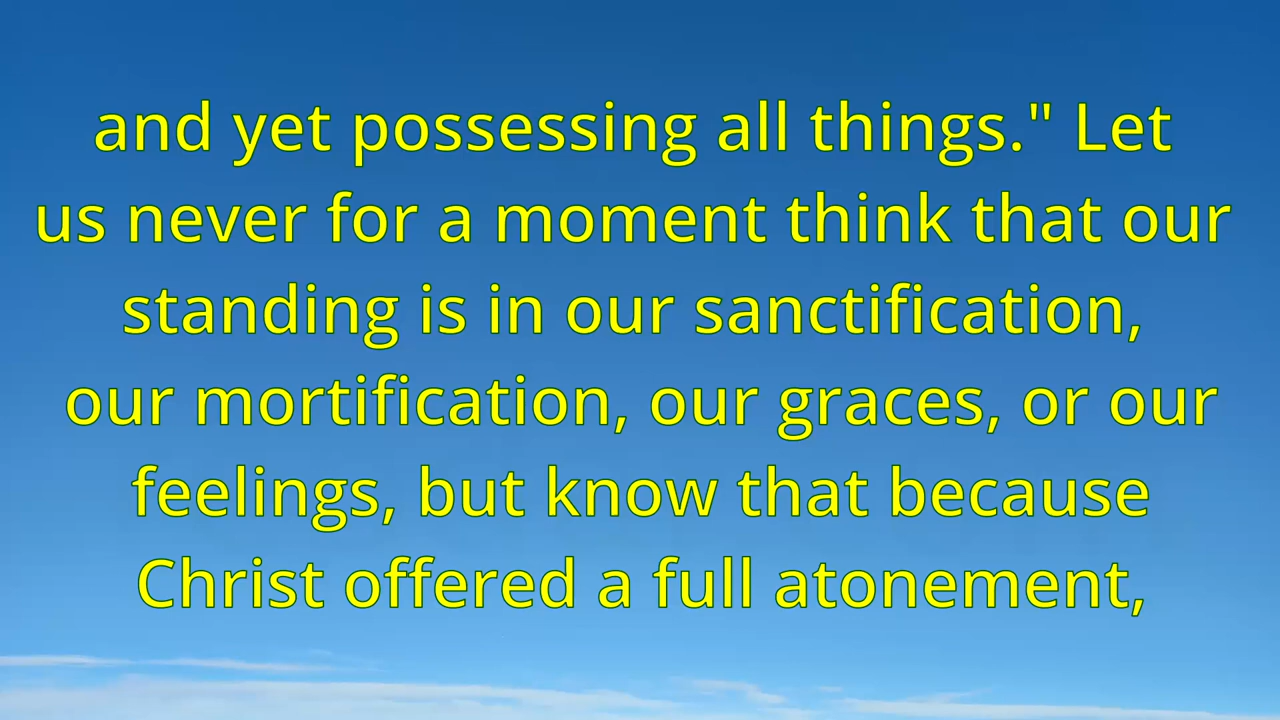 and yet possessing all things." Let
us never for a moment think that our
standing is in our sanctification,
our mortification, our graces, or our
feelings, but know that because
Christ offered a full atonement,